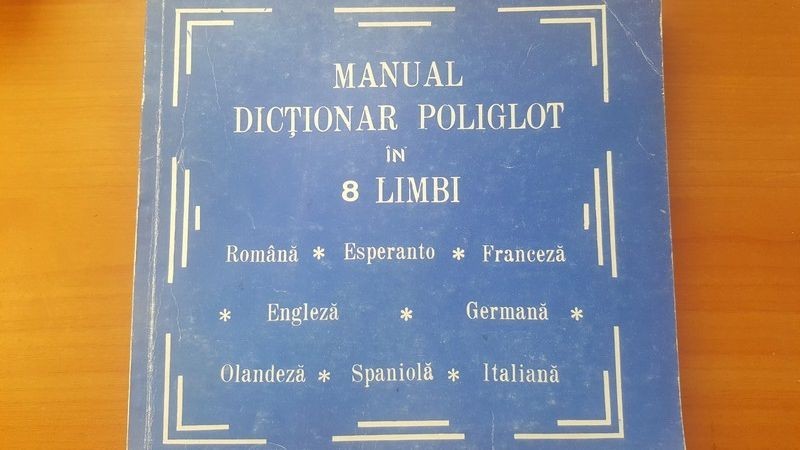 MANUAL
DICȚIONAR POLIGLOT
ÎN
8 LIMBI
Română * Esperanto * Franceză
* Engleză * Germană *
Olandeză * Spaniolă * Italiană